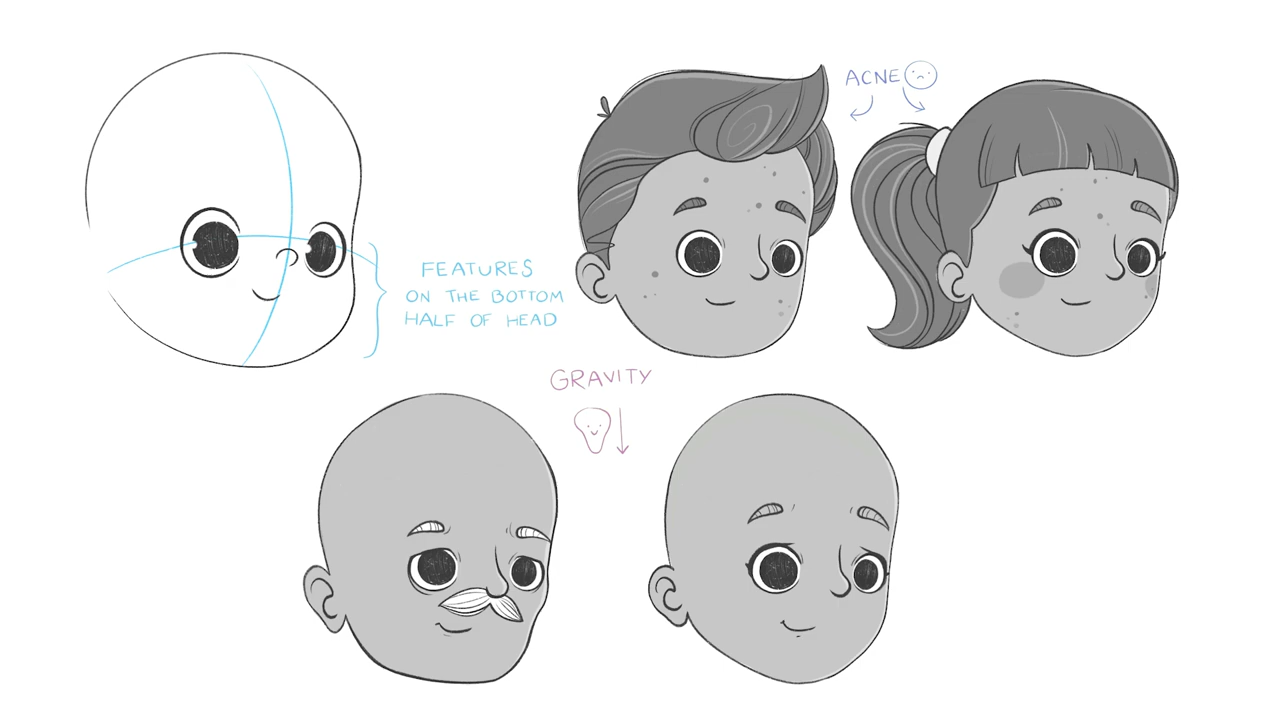 ACNE
FEATURES
ON THE BOTTOM
HALF OF HEAD
GRAVITY